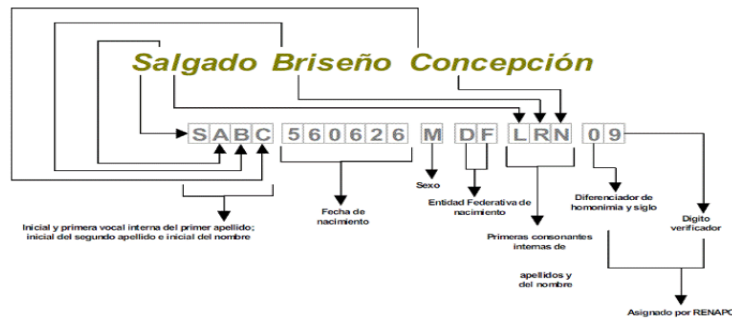 Salgado Briseño Concepción
SABC 560626 M DF LRN 09
Sexo
Inicial y primera vocal interna del primer apellido;
inicial del segundo apellido e inicial del nombre
Fecha de
nacimiento
Entidad Federativa de
nacimiento
Primeras consonantes
internas de
apellidos y
del nombre
Diferenciador de
homonimia y siglo
Digito
verificador
Asignado por RENAPO